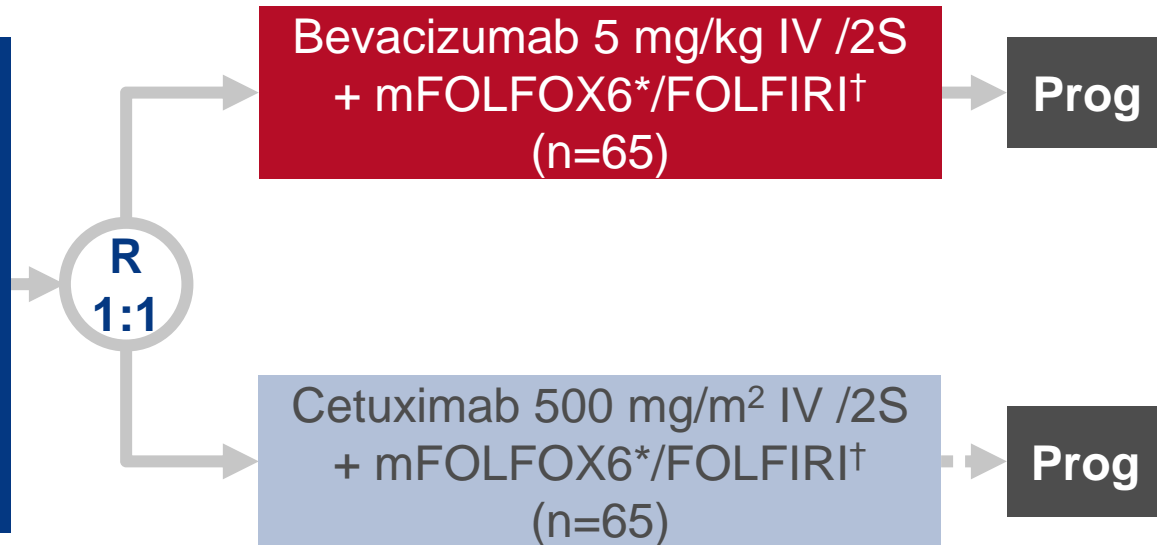 Bevacizumab 5 mg/kg IV /2S
+ mFOLFOX6*/FOLFIRI†
(n=65)
Prog
R
1:1
Cetuximab 500 mg/m² IV /2S
+ mFOLFOX6*/FOLFIRI†
(n=65)
Prog